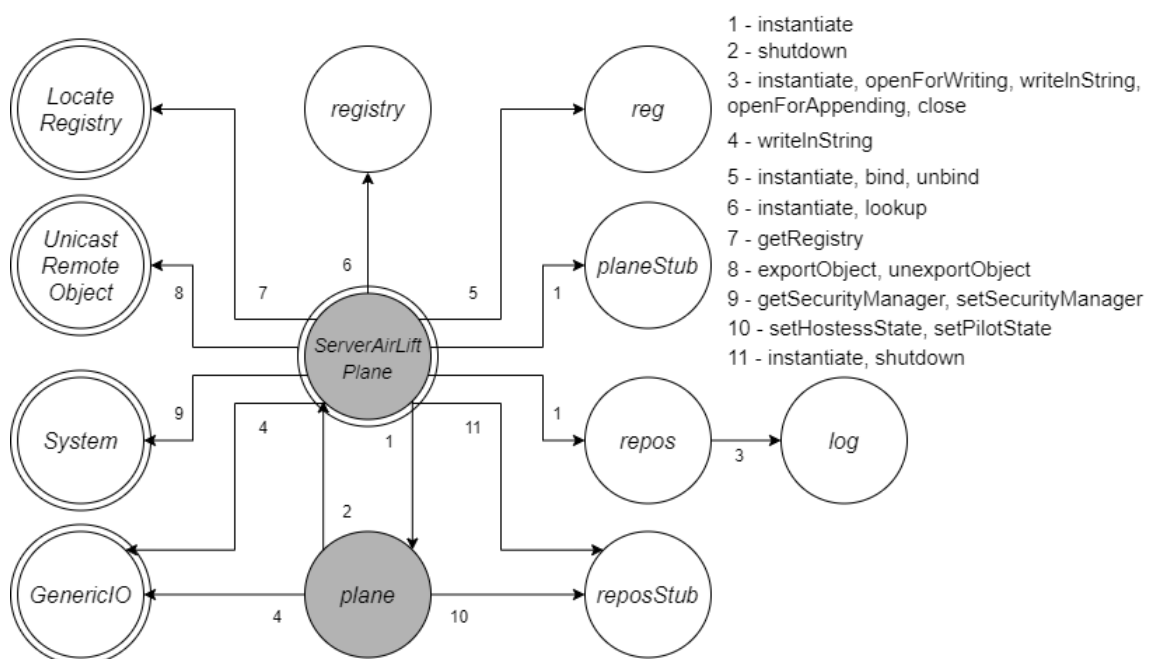 1 - instantiate
2 - shutdown
3 - instantiate, openForWriting, writeInString,
openForAppending, close
4 - writeInString
5 - instantiate, bind, unbind
6 - instantiate, lookup
7 - getRegistry
8 - exportObject, unexportObject
9 - getSecurityManager, setSecurityManager
10 - setHostessState, setPilotState
11 - instantiate, shutdown
Locate
Registry
registry
reg
Unicast
Remote
Object
planeStub
6
8
7
5
1
ServerAirLift
Plane
9
4
1
11
1
System
repos
3
log
2
GenericIO
4
plane
10
reposStub